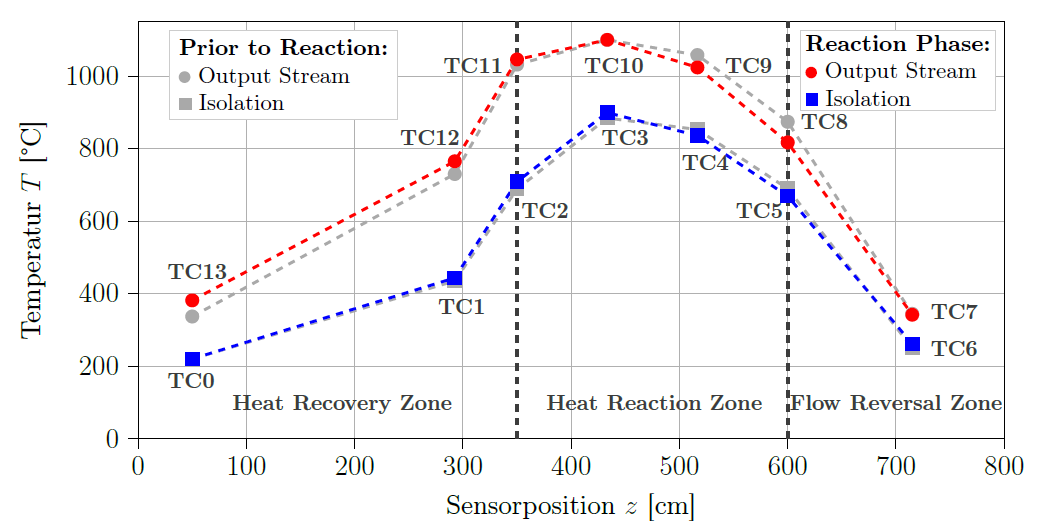 Prior to Reaction:
Output Stream
Isolation
Reaction Phase:
Output Stream
Isolation
Temperatur T [°C]
1000
800
600
400
200
0
TC11
TC10
TC9
TC12
TC3
TC8
TC4
TC2
TC5
TC13
TC1
TC7
TC0
TC6
Heat Recovery Zone
Heat Reaction Zone
Flow Reversal Zone
0 100 200 300 400 500 600 700 800
Sensorposition z [cm]